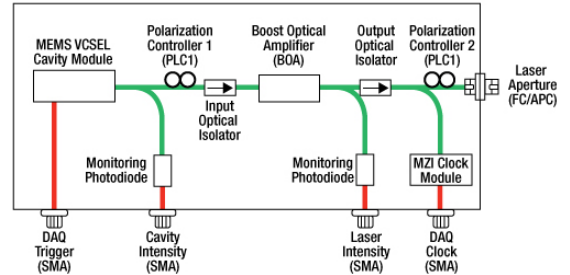 MEMS VCSEL
Cavity Module
Polarization
Controller 1
(PLC1)
Boost Optical
Amplifier
(BOA)
Output
Optical
Isolator
Polarization
Controller 2
(PLC1)
Laser
Aperture
(FC/APC)
Input
Optical
Isolator
Monitoring
Photodiode
Monitoring
Photodiode
MZI Clock
Module
DAQ
Trigger
(SMA)
Cavity
Intensity
(SMA)
Laser
Intensity
(SMA)
DAQ
Clock
(SMA)